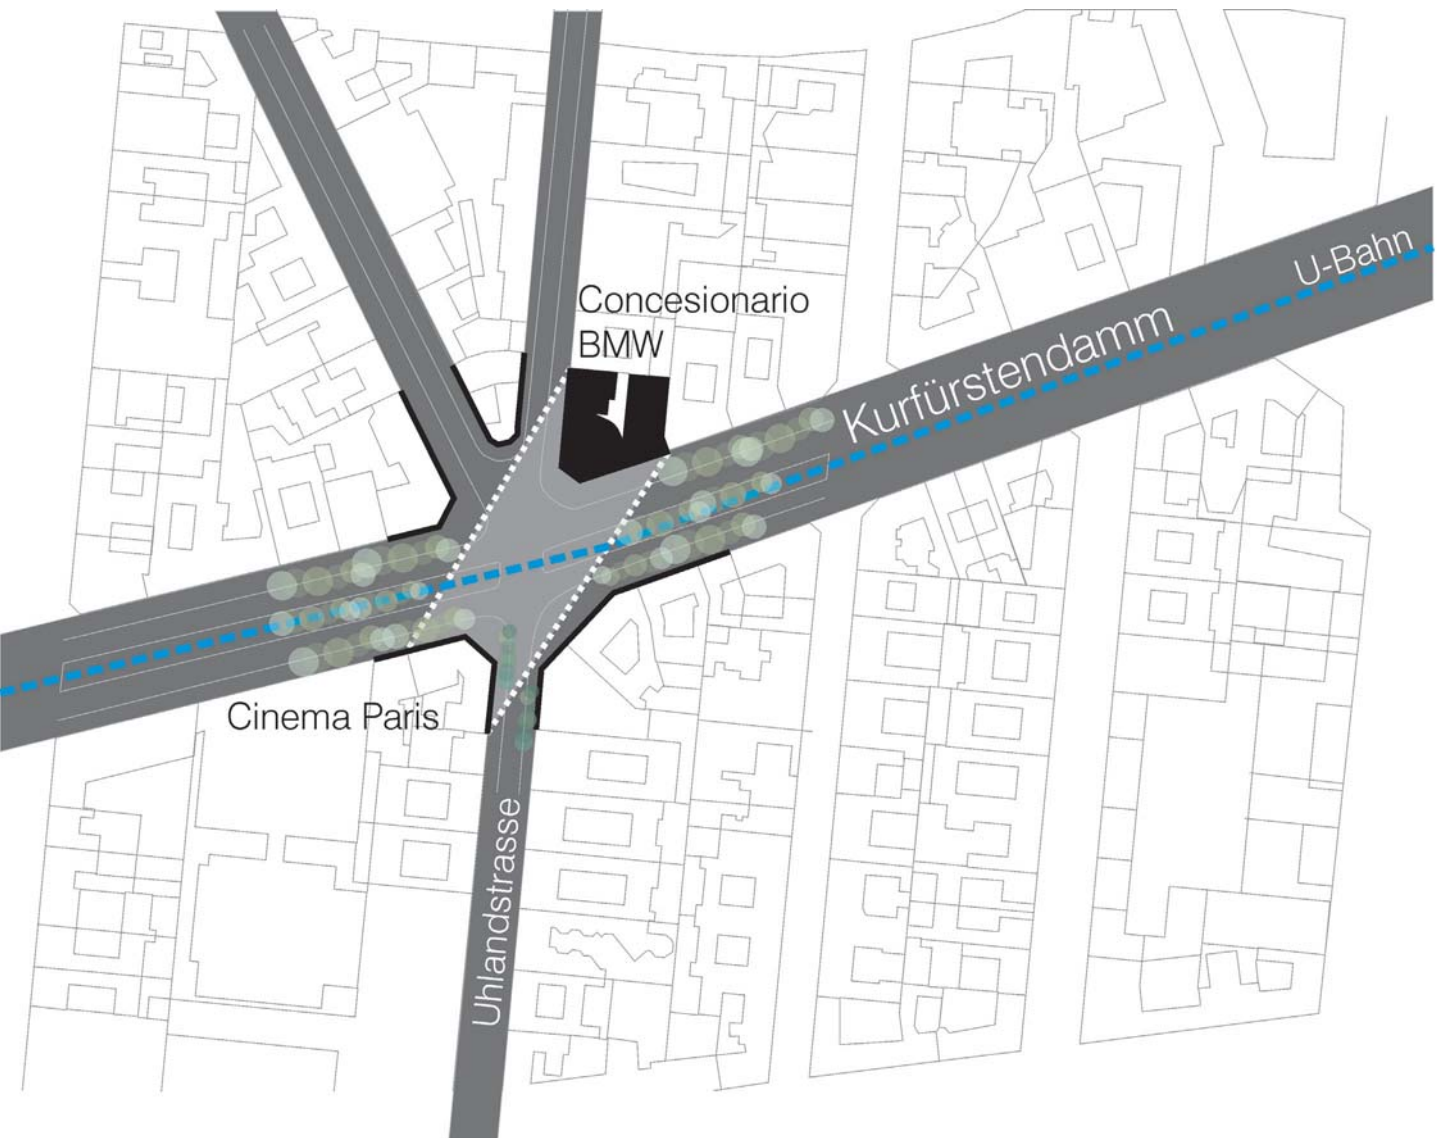 U-Bahn
Concesionario
BMW
Kurfürstendamm
Cinema Paris
Uhlandstrasse